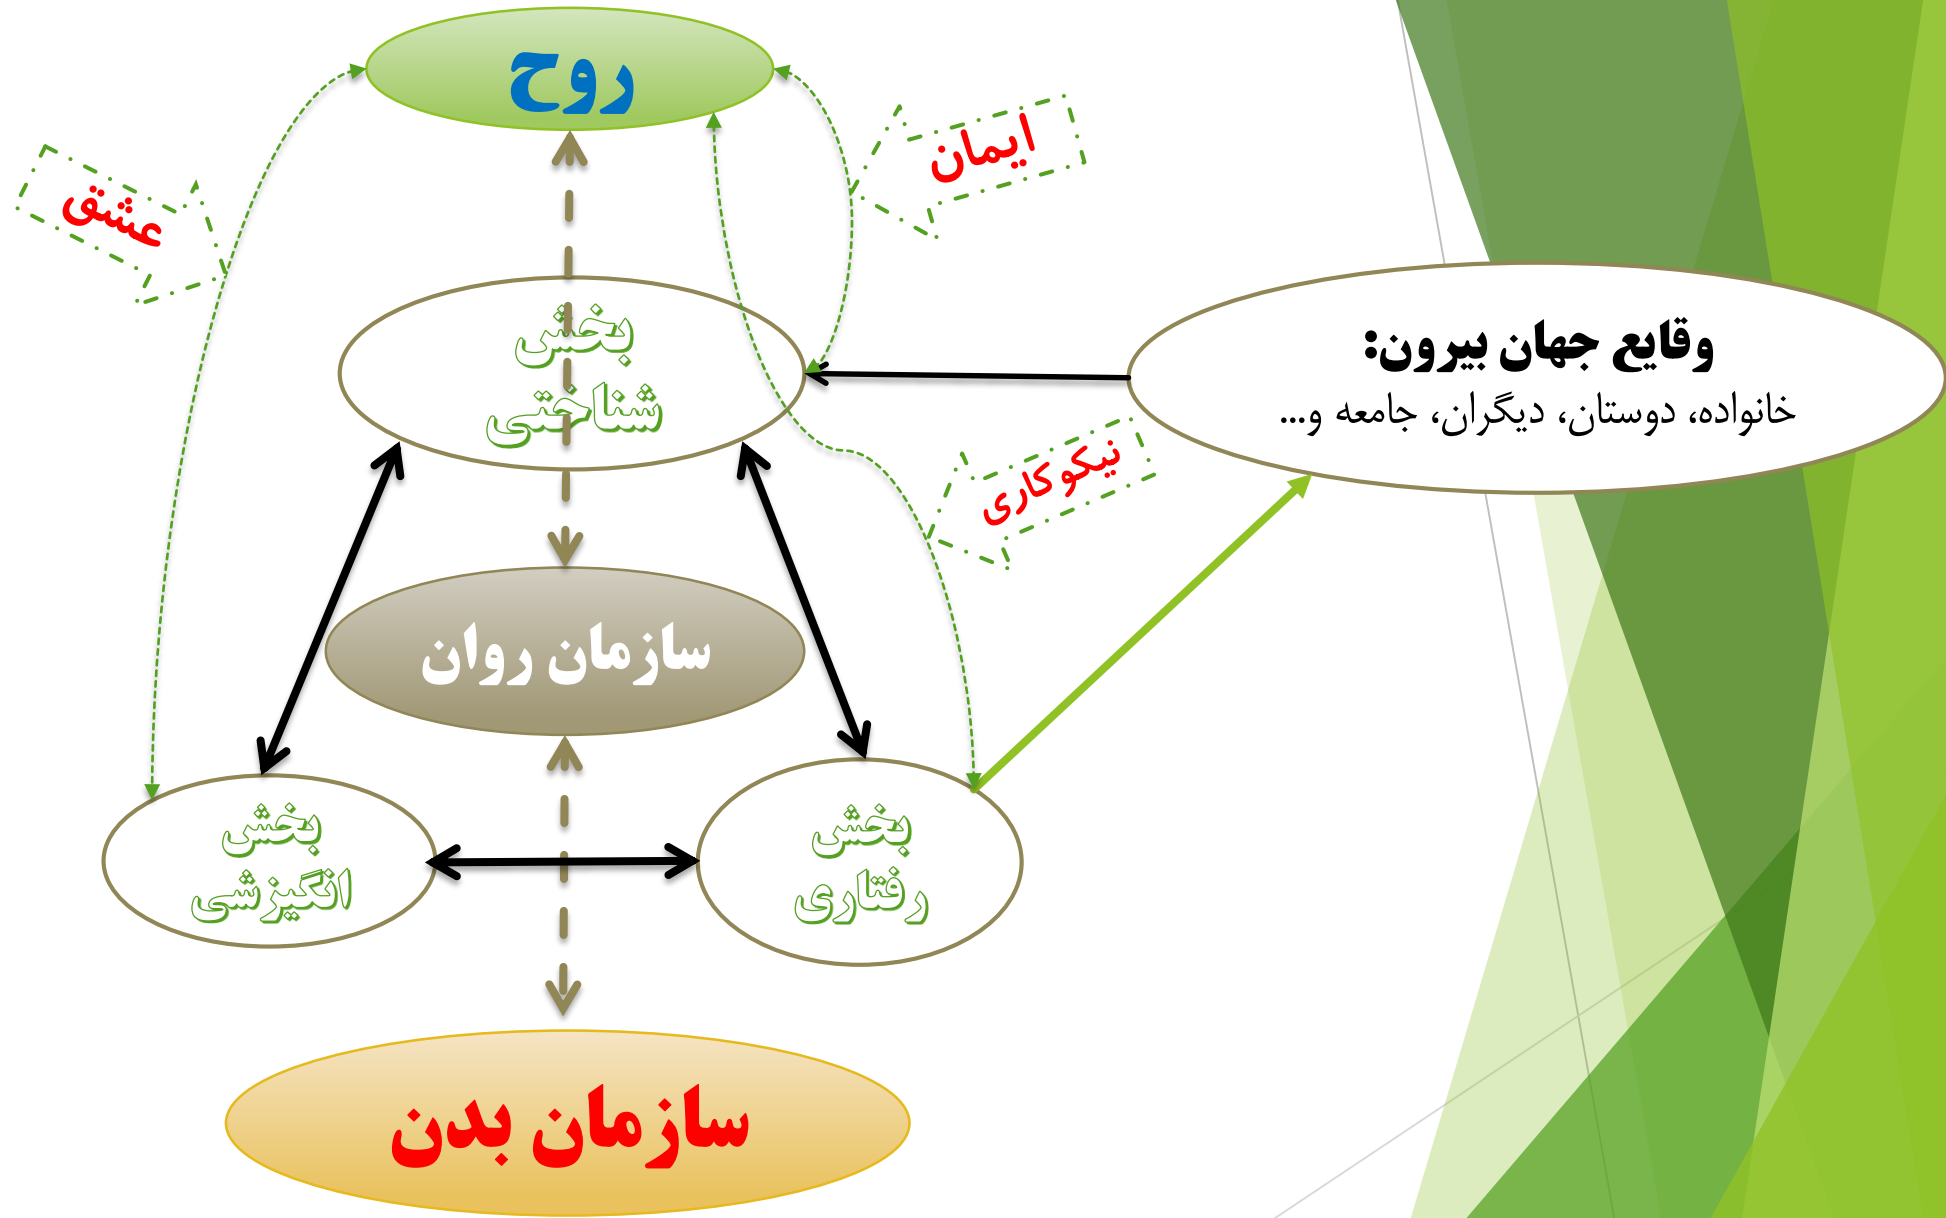 روح
ایمان
عشق
بخش
شناختی
وقایع جهان بیرون:
خانواده، دوستان، دیگران، جامعه و...
نیکوکاری
سازمان روان
بخش
رفتاری
بخش
انگیزشی
سازمان بدن